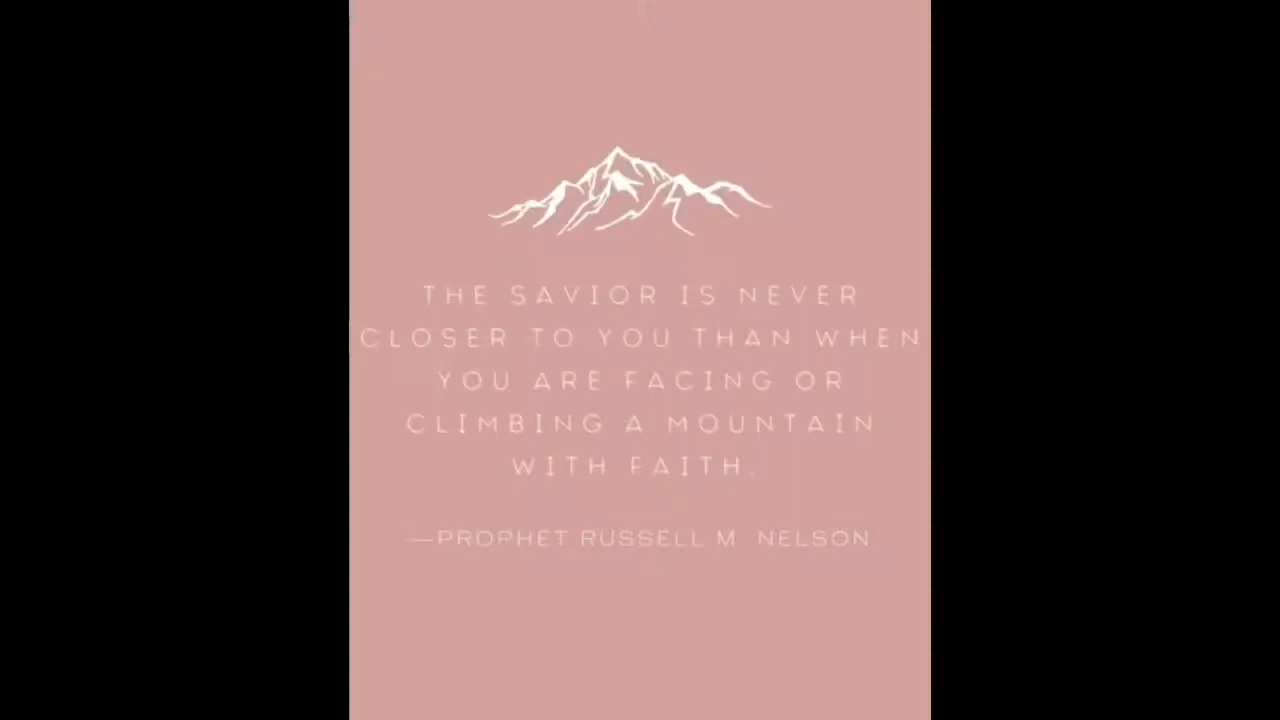 THE SAVIOR IS NEVER
CLOSER TO YOU THAN WHEN
YOU ARE FACING OR
CLIMBING A MOUNTAIN
WITH FAITH.
—PROPHET RUSSELL M NELSON